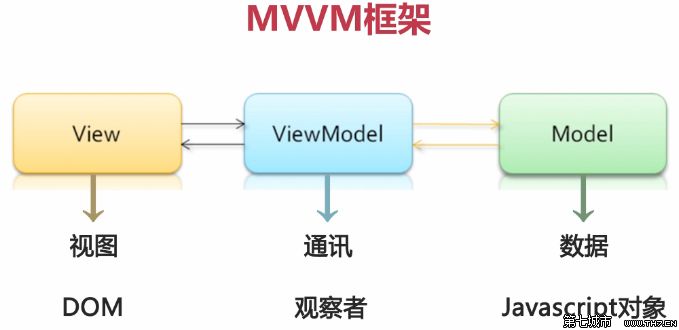 MVVM框架
View
ViewModel
Model
视图
通讯
数据
DOM
观察者
Javascript对象
第七城市 www.TH7.CN